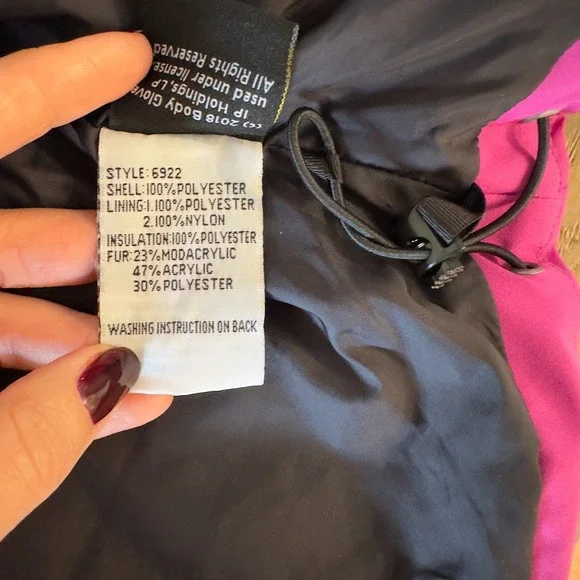 (c) 2018 Body Glove
IP Holdings, LP
used under license
All Rights Reserved
STYLE:6922
SHELL:100%POLYESTER
LINING:1.100%POLYESTER
2.100%NYLON
INSULATION:100%POLYESTER
FUR:23%MODACRYLIC
47%ACRYLIC
30%POLYESTER
WASHING INSTRUCTION ON BACK